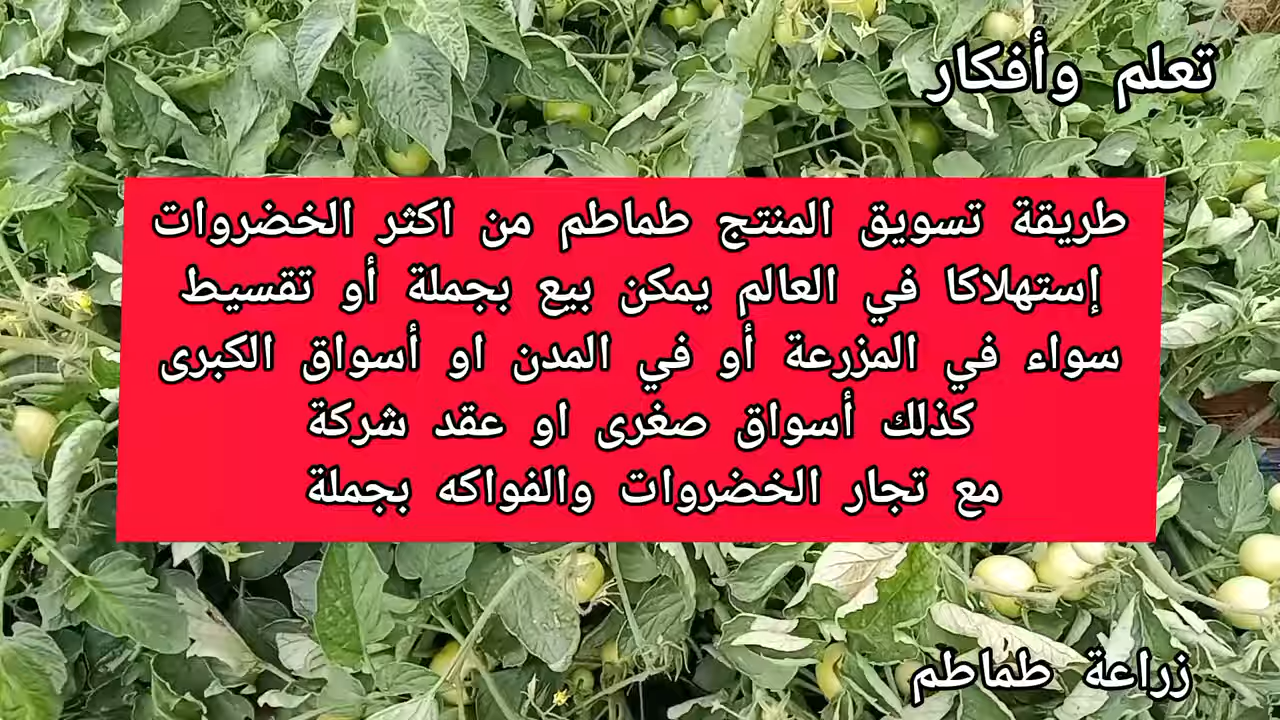 تعلم وأفكار
طريقة تسويق المنتج طماطم من اكثر الخضروات
إستهلاكا في العالم يمكن بيع بجملة أو تقسيط
سواء في المزرعة أو في المدن او أسواق الكبرى
كذلك أسواق صغرى او عقد شركة
مع تجار الخضروات والفواكه بجملة
زراعة طماطم